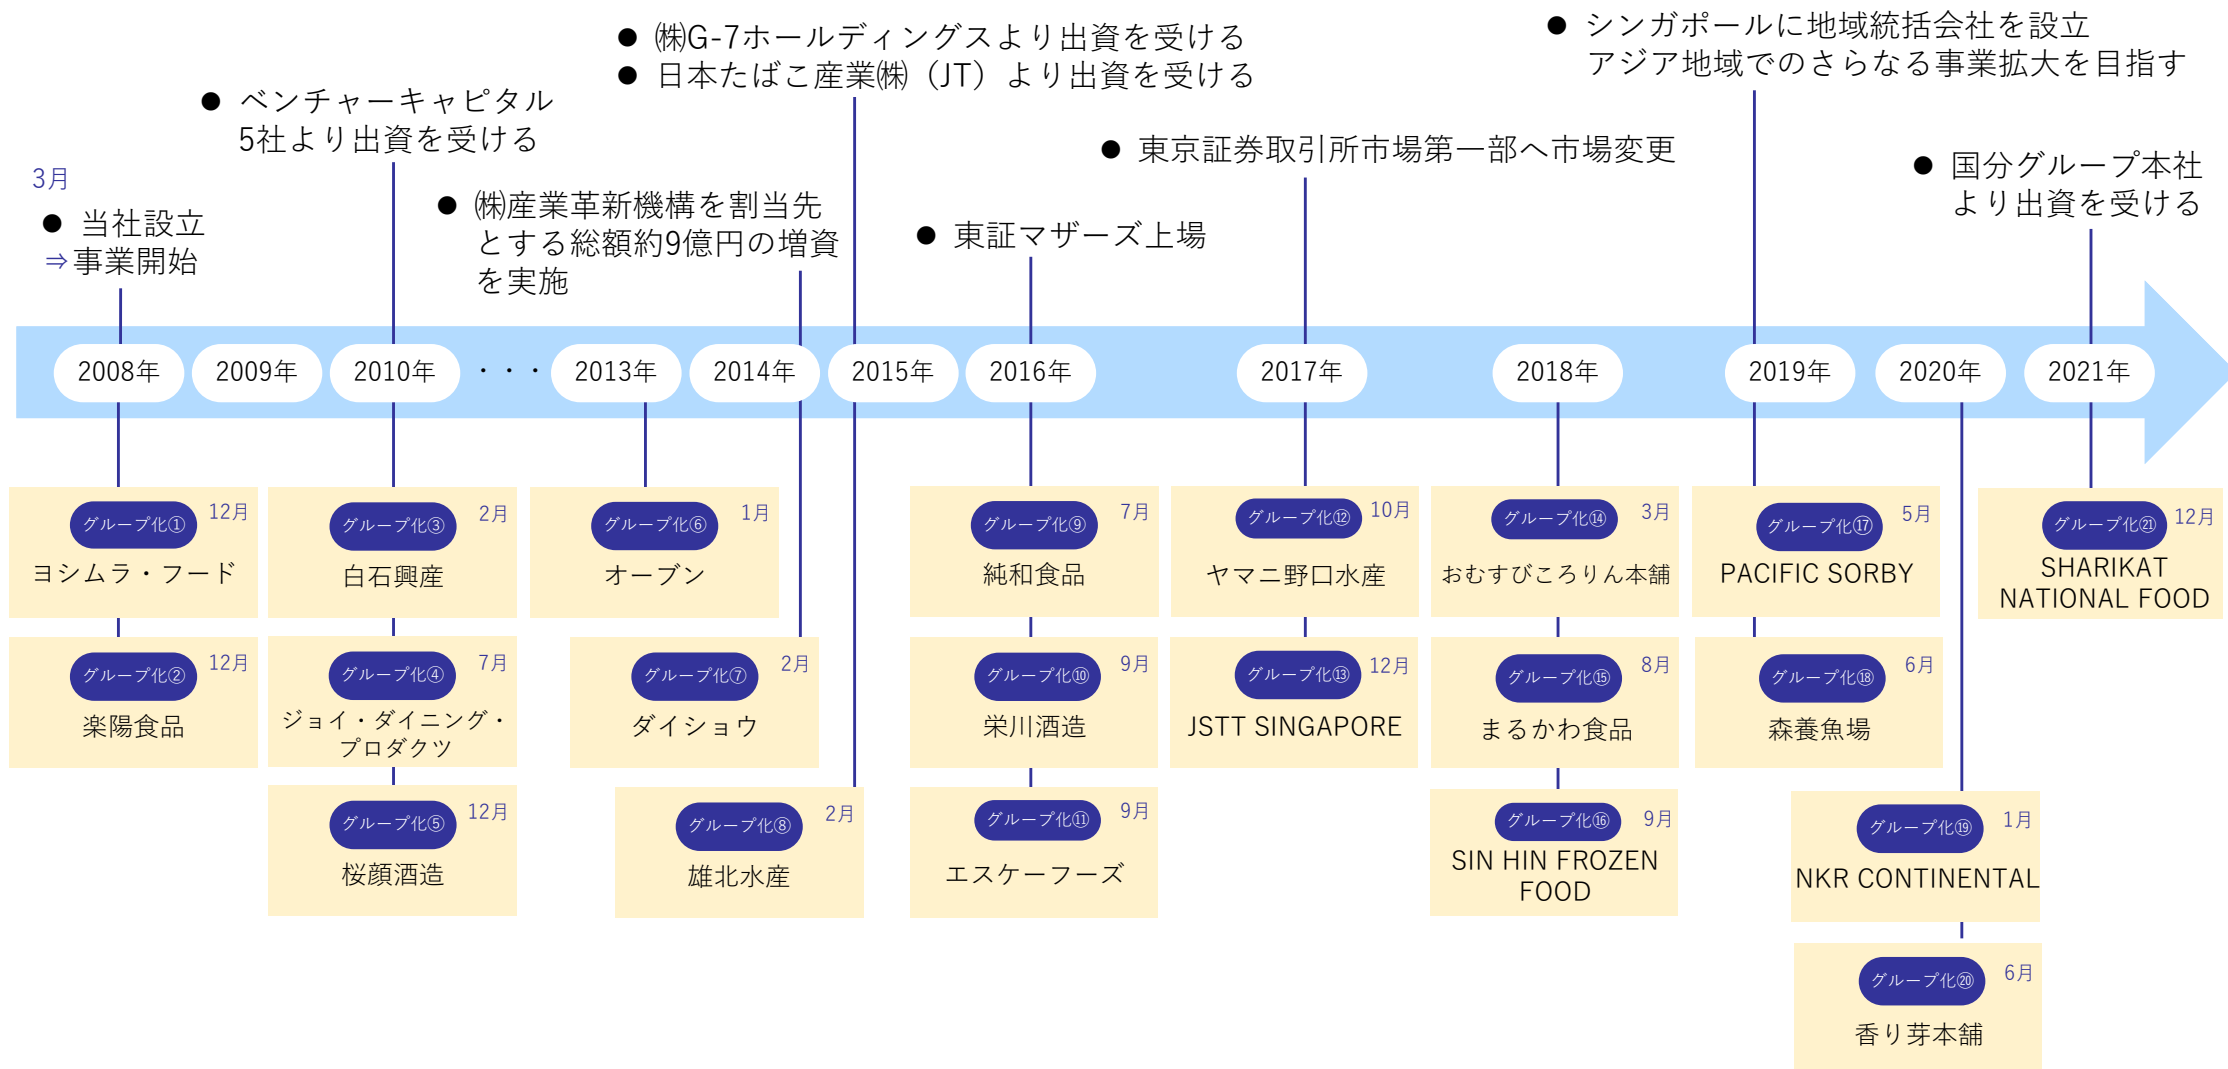 ● ㈱G-7ホールディングスより出資を受ける
● 日本たばこ産業㈱（JT）より出資を受ける
● シンガポールに地域統括会社を設立
アジア地域でのさらなる事業拡大を目指す
● ベンチャーキャピタル
5社より出資を受ける
● 東京証券取引所市場第一部へ市場変更
● 国分グループ本社
より出資を受ける
3月
● 当社設立
⇒事業開始
● ㈱産業革新機構を割当先
とする総額約9億円の増資
を実施
● 東証マザーズ上場
2008年 2009年 2010年 ・・・ 2013年 2014年 2015年 2016年 2017年 2018年 2019年 2020年 2021年
グループ化① 12月
ヨシムラ・フード
グループ化② 12月
楽陽食品
グループ化③ 2月
白石興産
グループ化④ 7月
ジョイ・ダイニング・
プロダクツ
グループ化⑤ 12月
桜顔酒造
グループ化⑥ 1月
オーブン
グループ化⑦ 2月
ダイショウ
グループ化⑧ 2月
雄北水産
グループ化⑨ 7月
純和食品
グループ化⑩ 9月
栄川酒造
グループ化⑪ 9月
エスケーフーズ
グループ化⑫ 10月
ヤマニ野口水産
グループ化⑬ 12月
JSTT SINGAPORE
グループ化⑭ 3月
おむすびころりん本舗
グループ化⑮ 8月
まるかわ食品
グループ化⑯ 9月
SIN HIN FROZEN
FOOD
グループ化⑰ 5月
PACIFIC SORBY
グループ化⑱ 6月
森養魚場
グループ化⑲ 1月
NKR CONTINENTAL
グループ化⑳ 6月
香り芽本舗
グループ化㉑ 12月
SHARIKAT
NATIONAL FOOD